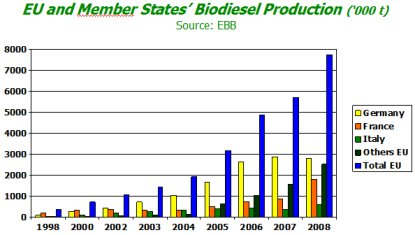 EU and Member States' Biodiesel Production ('000 t)
Source: EBB
8000
7000
6000
5000
4000
3000
2000
1000
0
1998 2000 2002 2003 2004 2005 2006 2007 2008
Germany
France
Italy
Others EU
Total EU